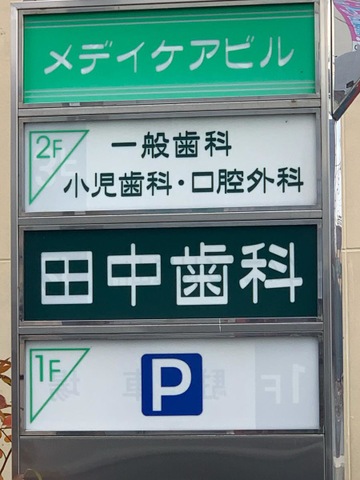 メディケアビル
2F
一般歯科
小児歯科・口腔外科
田中歯科
1F
P